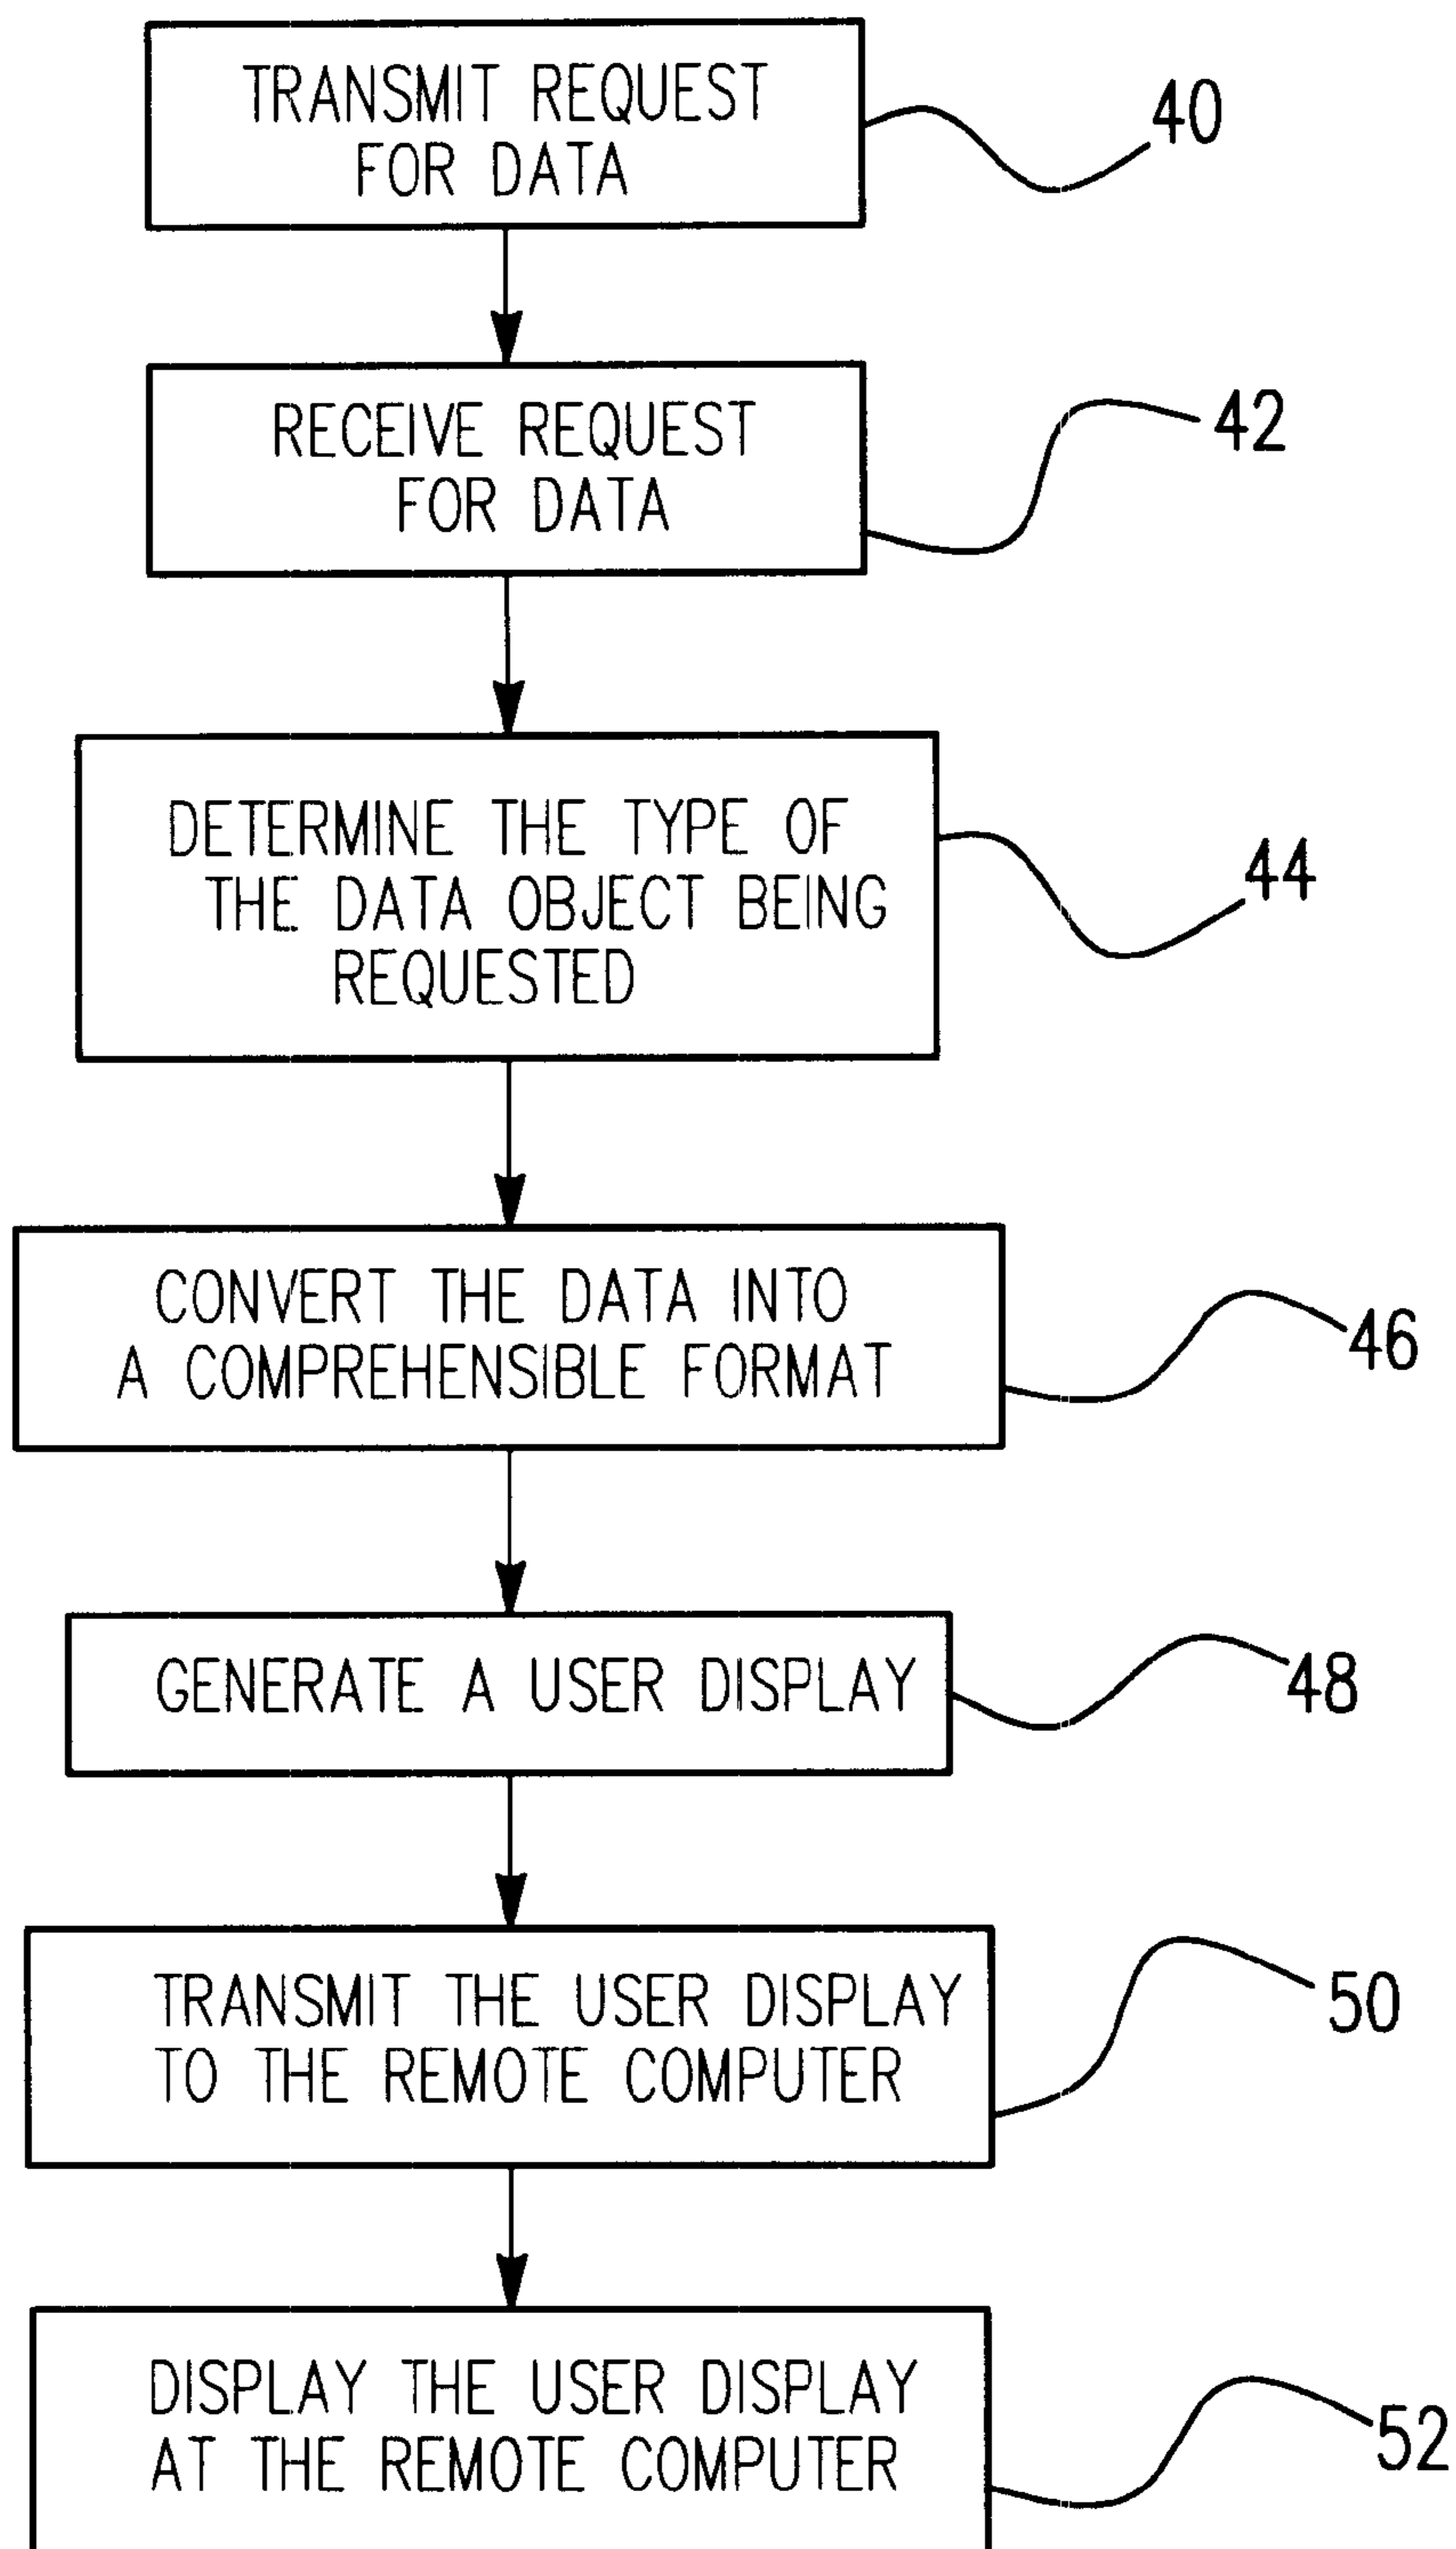 TRANSMIT REQUEST
FOR DATA
40
RECEIVE REQUEST
FOR DATA
42
DETERMINE THE TYPE OF
THE DATA OBJECT BEING
REQUESTED
44
CONVERT THE DATA INTO
A COMPREHENSIBLE FORMAT
46
GENERATE A USER DISPLAY
48
TRANSMIT THE USER DISPLAY
TO THE REMOTE COMPUTER
50
DISPLAY THE USER DISPLAY
AT THE REMOTE COMPUTER
52